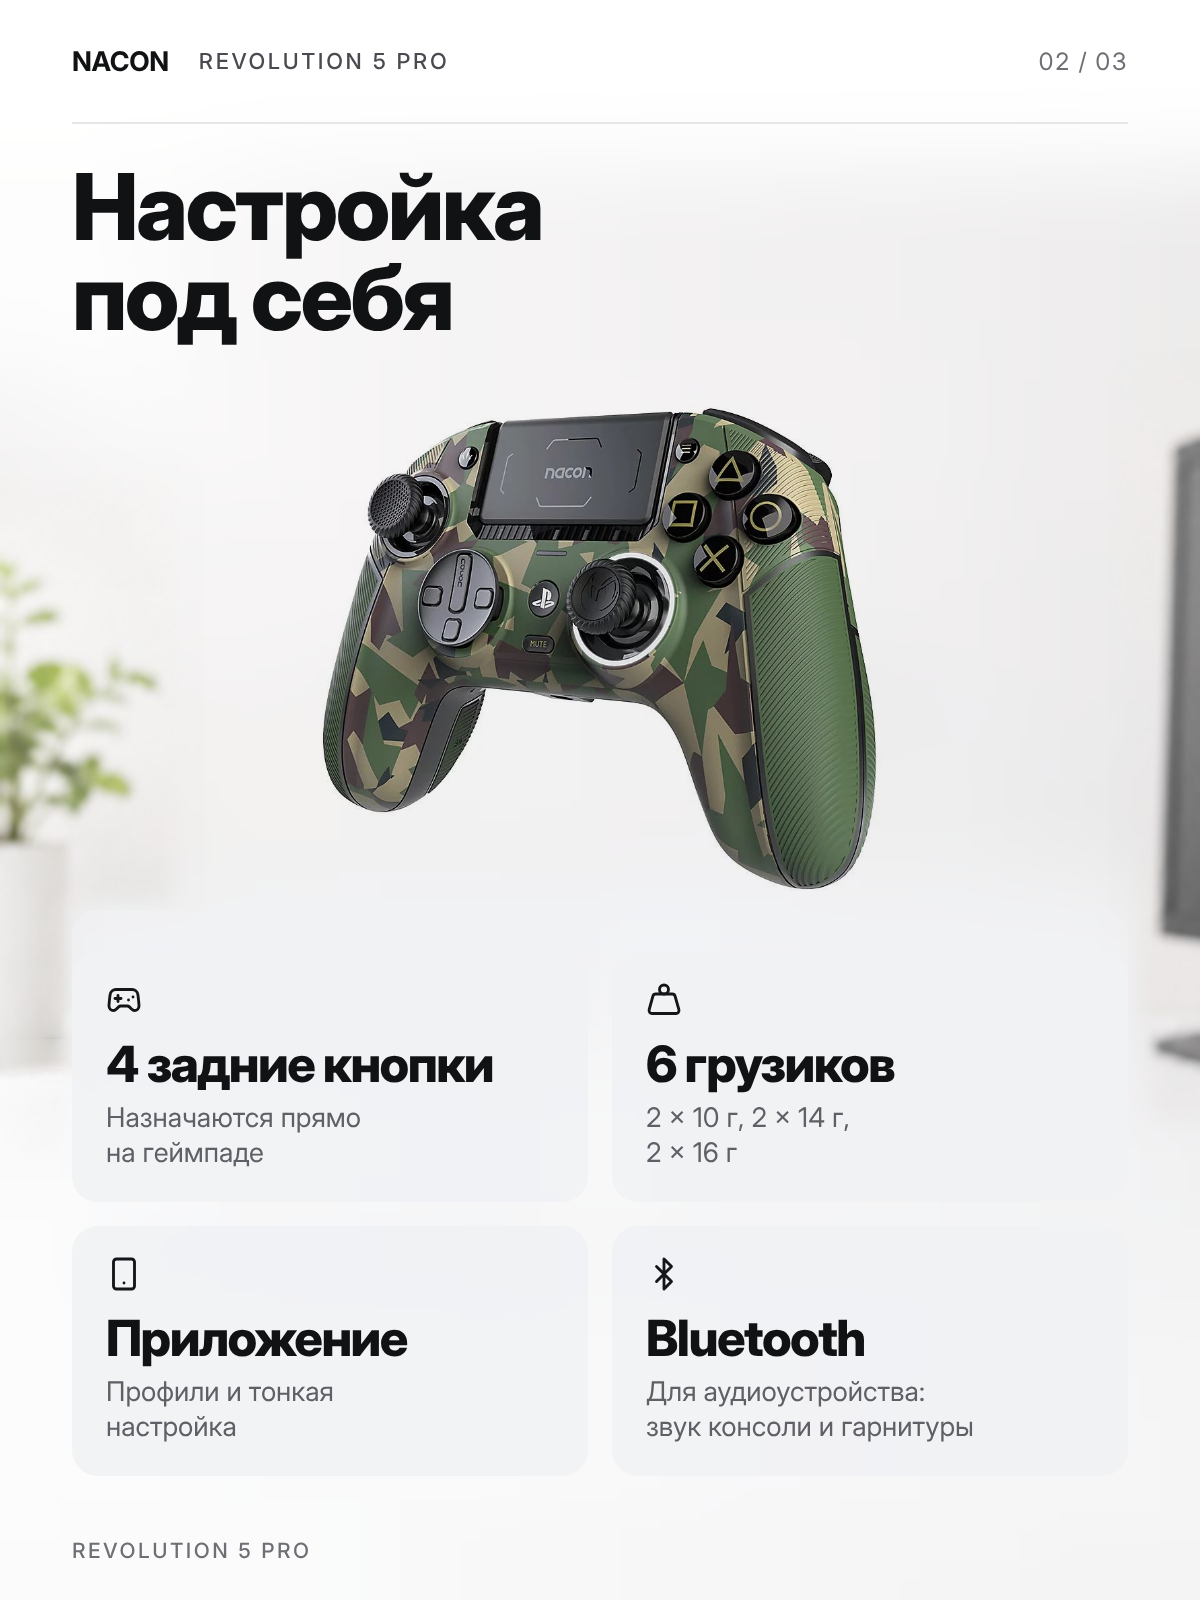 NACON REVOLUTION 5 PRO 02 / 03
Настройка
под себя
nacon
MUTE
4 задние кнопки
Назначаются прямо
на геймпаде
6 грузиков
2 × 10 г, 2 × 14 г,
2 × 16 г
Приложение
Профили и тонкая
настройка
Bluetooth
Для аудиоустройства:
звук консоли и гарнитуры
REVOLUTION 5 PRO